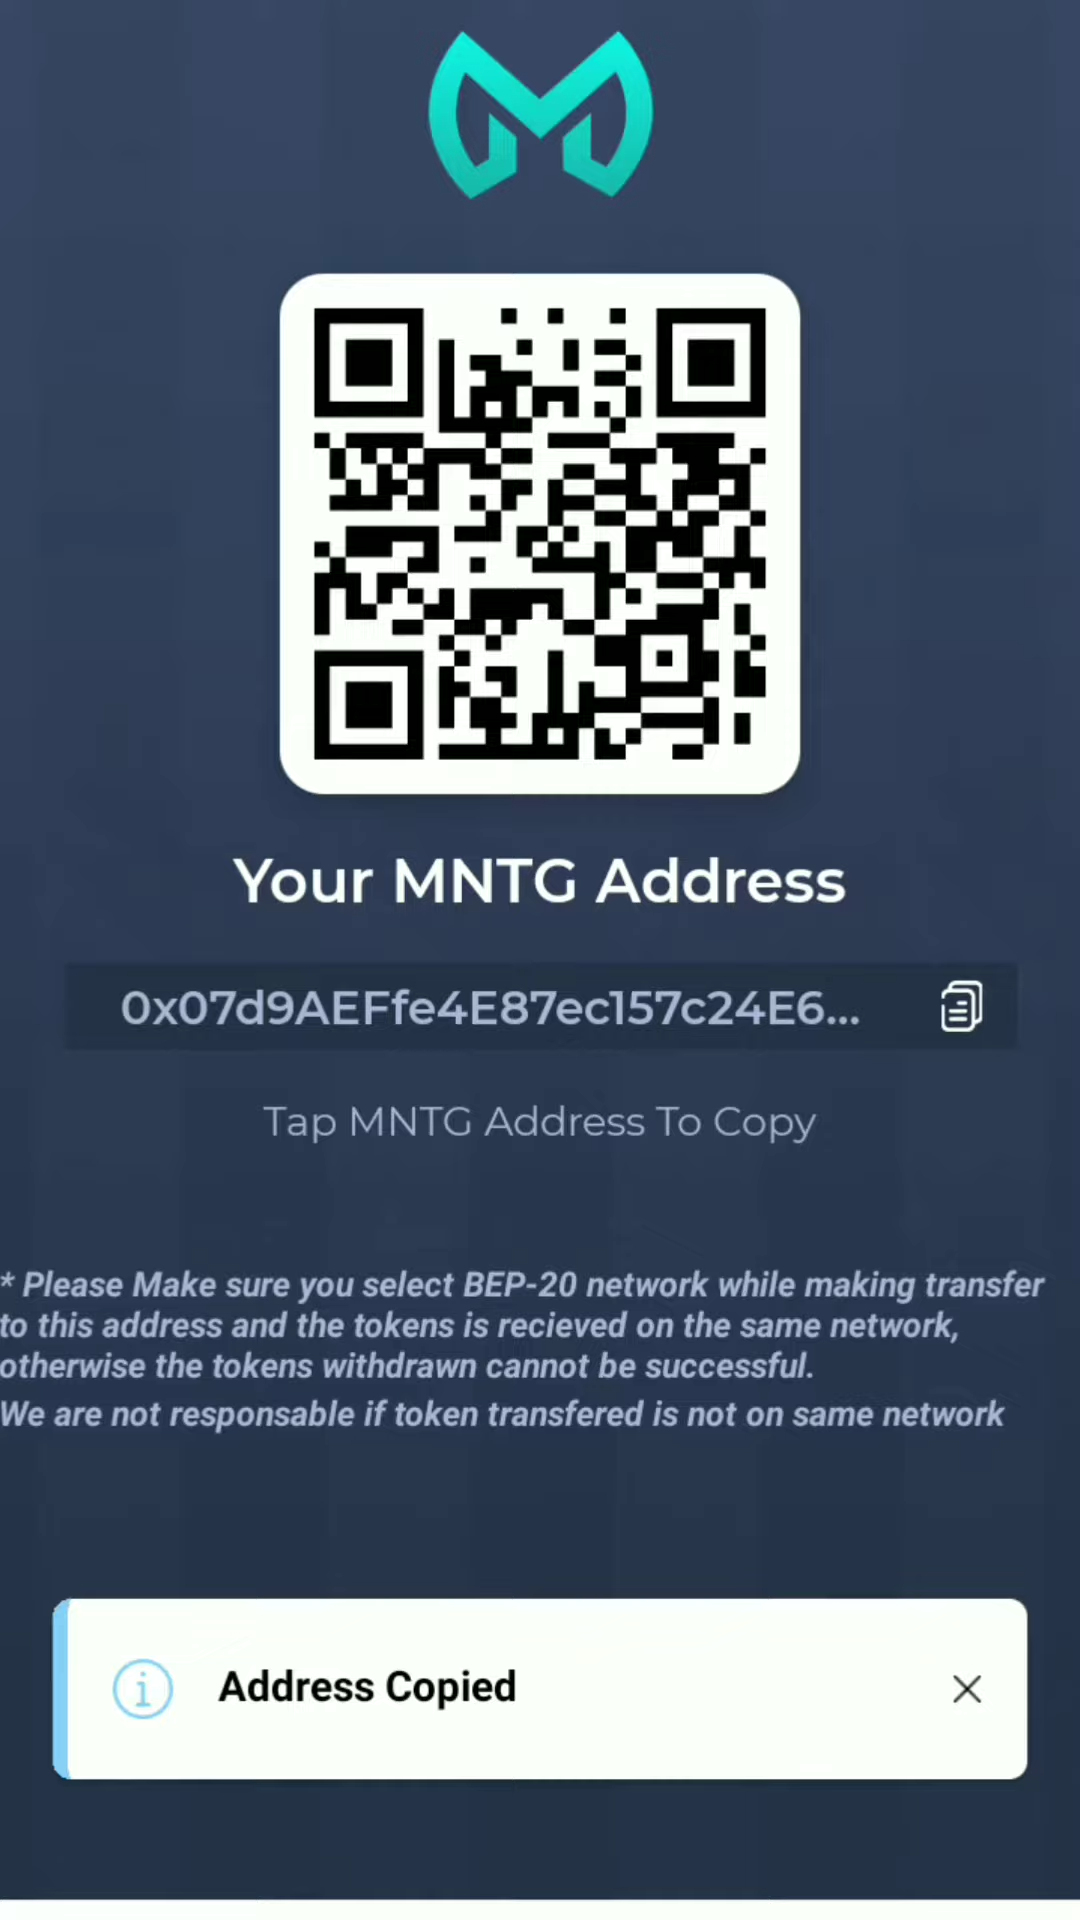 Your MNTG Address
0x07d9AEFfe4E87ec157c24E6...
Tap MNTG Address To Copy
* Please Make sure you select BEP-20 network while making transfer
to this address and the tokens is recieved on the same network,
otherwise the tokens withdrawn cannot be successful.
We are not responsable if token transfered is not on same network
Address Copied